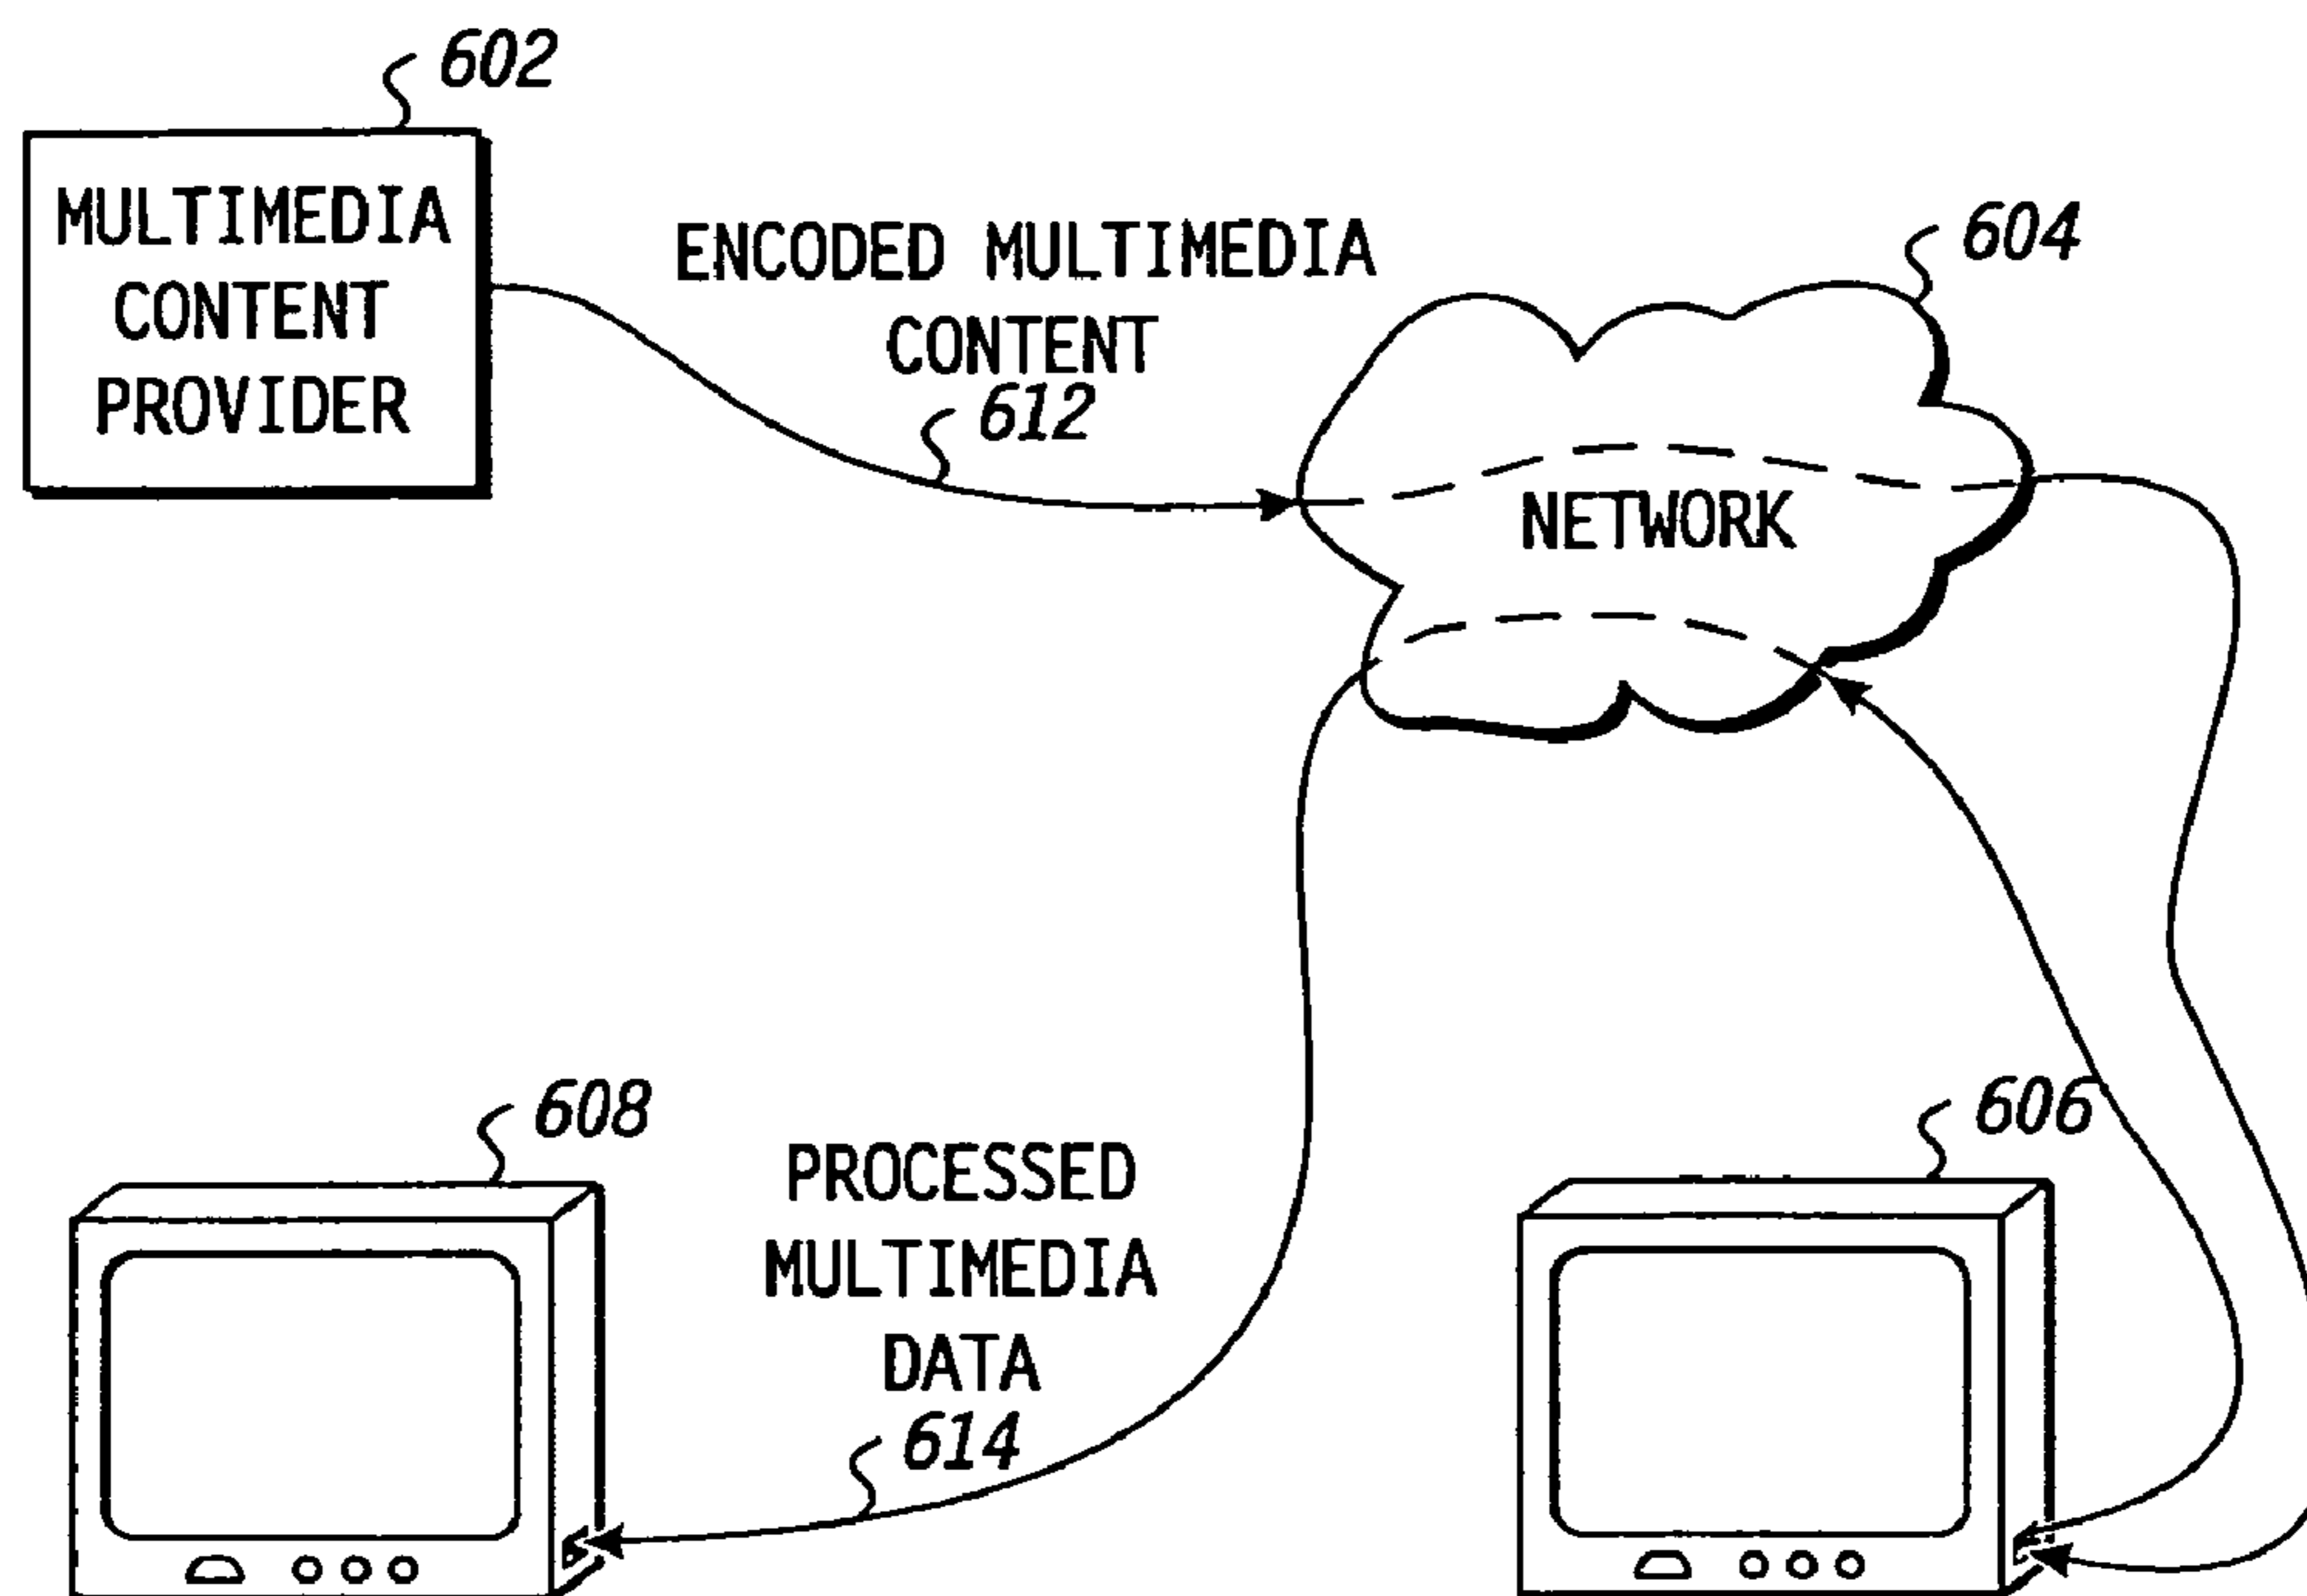 602
MULTIMEDIA
CONTENT
PROVIDER
ENCODED MULTIMEDIA
CONTENT
612
604
NETWORK
608
PROCESSED
MULTIMEDIA
DATA
614
606